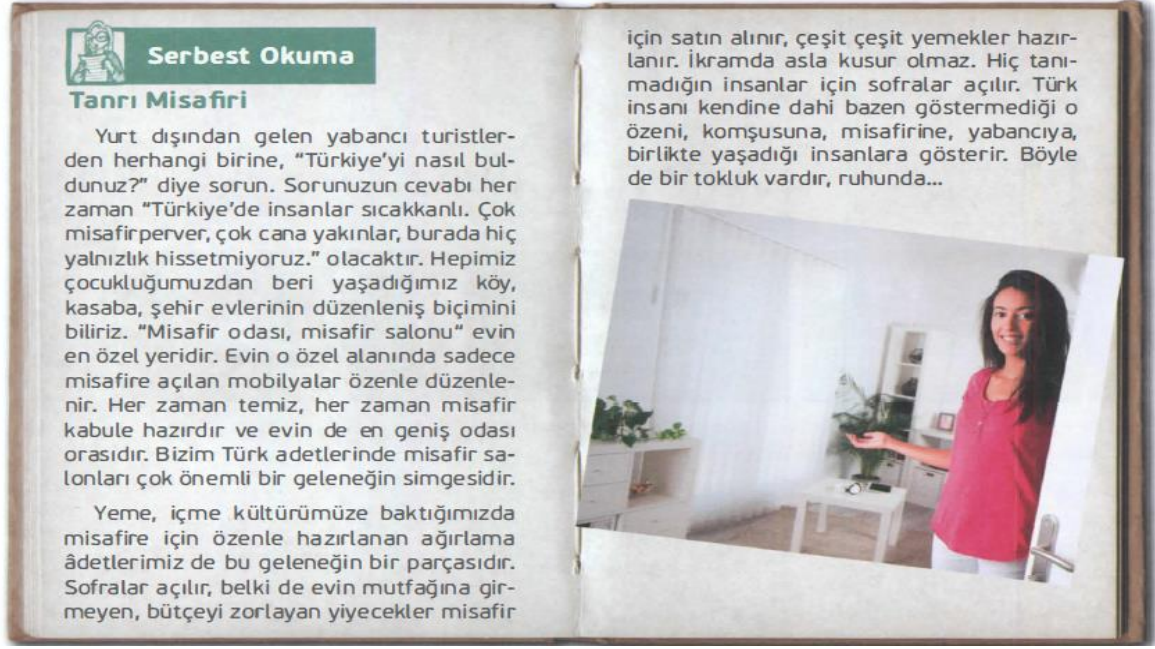 Serbest Okuma
Tanrı Misafiri
Yurt dışından gelen yabancı turistler-
den herhangi birine, “Türkiye’yi nasıl bul-
dunuz?” diye sorun. Sorunuzun cevabı her
zaman “Türkiye’de insanlar sıcakkanlı. Çok
misafirperver, çok cana yakınlar, burada hiç
yalnızlık hissetmiyoruz.” olacaktır. Hepimiz
çocukluğumuzdan beri yaşadığımız köy,
kasaba, şehir evlerinin düzenleniş biçimini
biliriz. “Misafir odası, misafir salonu“ evin
en özel yeridir. Evin o özel alanında sadece
misafire açılan mobilyalar özenle düzenle-
nir. Her zaman temiz, her zaman misafir
kabule hazırdır ve evin de en geniş odası
orasıdır. Bizim Türk adetlerinde misafir sa-
lonları çok önemli bir geleneğin simgesidir.
Yeme, içme kültürümüze baktığımızda
misafire için özenle hazırlanan ağırlama
âdetlerimiz de bu geleneğin bir parçasıdır.
Sofralar açılır, belki de evin mutfağına gir-
meyen, bütçeyi zorlayan yiyecekler misafir
için satın alınır, çeşit çeşit yemekler hazır-
lanır. İkramda asla kusur olmaz. Hiç tanı-
madığın insanlar için sofralar açılır. Türk
insanı kendine dahi bazen göstermediği o
özeni, komşusuna, misafirine, yabancıya,
birlikte yaşadığı insanlara gösterir. Böyle
de bir tokluk vardır, ruhunda...